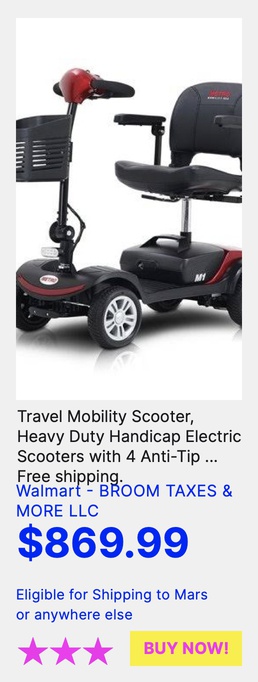 M1
Travel Mobility Scooter,
Heavy Duty Handicap Electric
Scooters with 4 Anti-Tip ...
Free shipping.
Walmart - BROOM TAXES &
MORE LLC
$869.99
Eligible for Shipping to Mars
or anywhere else
BUY NOW!